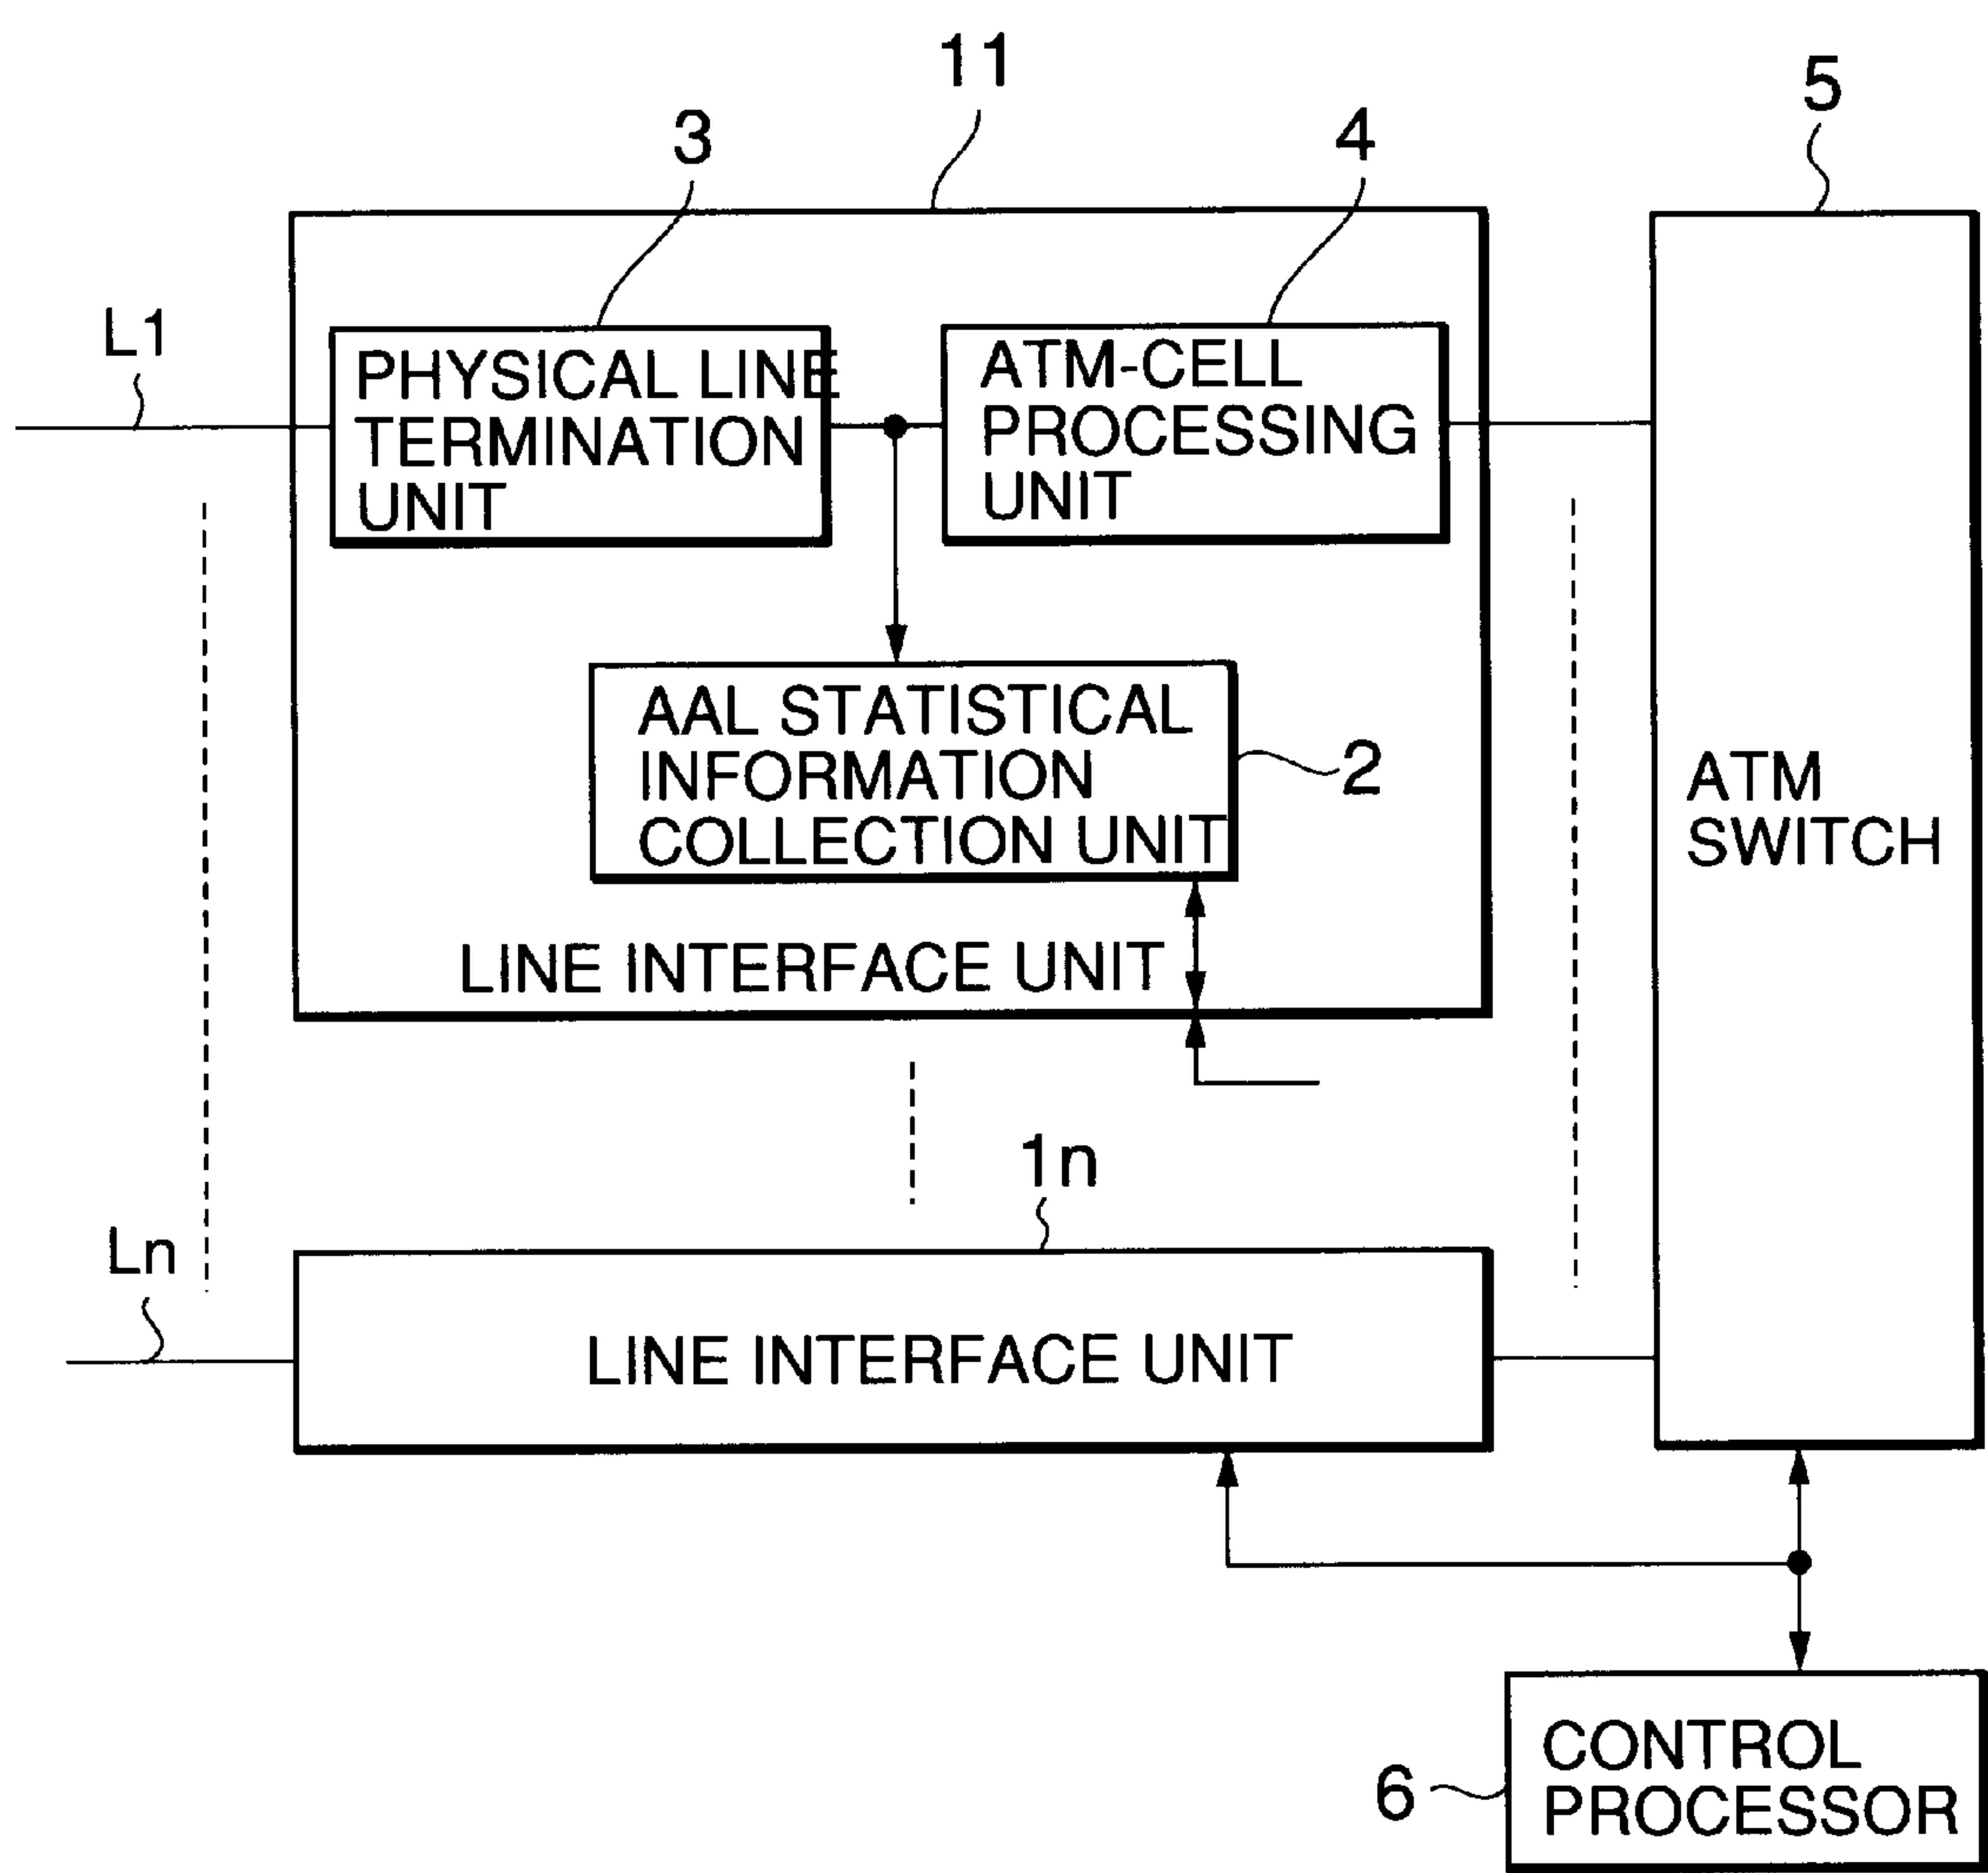 11
5
3
4
L1
PHYSICAL LINE
TERMINATION
UNIT
ATM-CELL
PROCESSING
UNIT
AAL STATISTICAL
INFORMATION
COLLECTION UNIT
2
ATM
SWITCH
LINE INTERFACE UNIT
1n
Ln
LINE INTERFACE UNIT
6
CONTROL
PROCESSOR